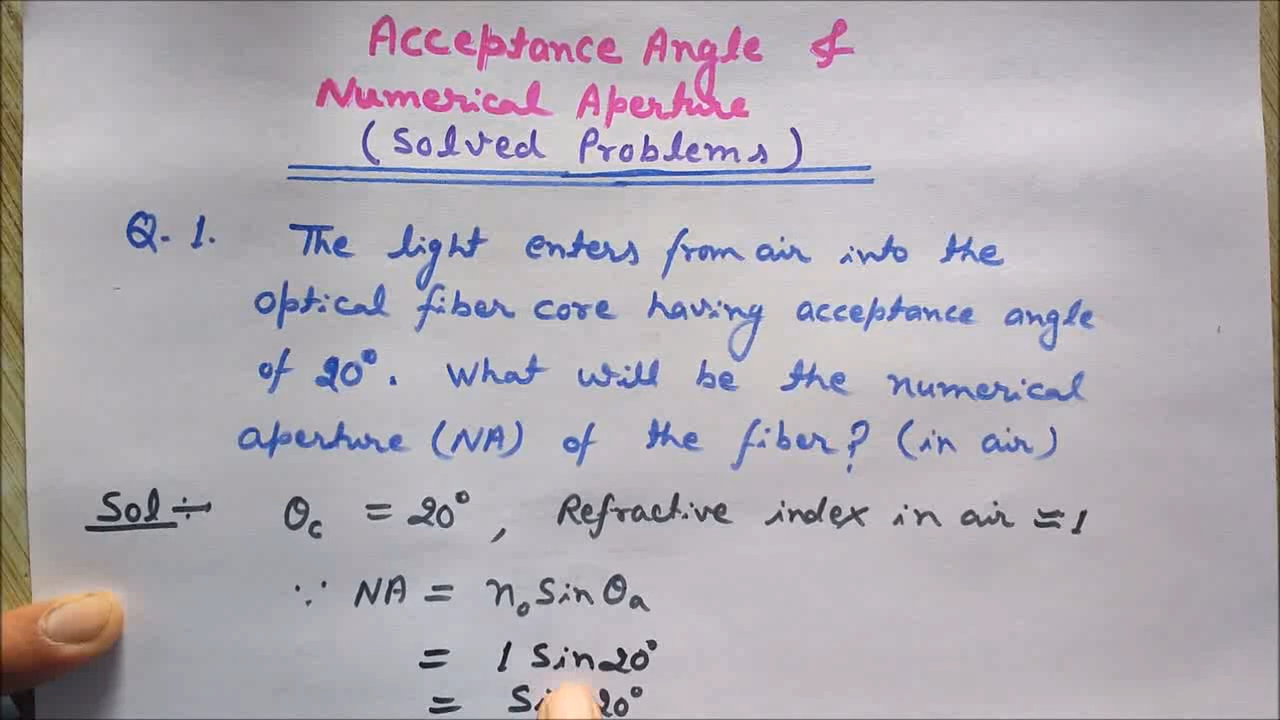 Acceptance Angle &
Numerical Aperture
(Solved Problems)
Q.1. The light enters from air into the
optical fiber core having acceptance angle
of 20°. What will be the numerical
aperture (NA) of the fiber? (in air)
Sol ÷ θc = 20°, Refractive index in air = 1
∵ NA = n₀ Sin θa
= 1 Sin 20°
= 20°